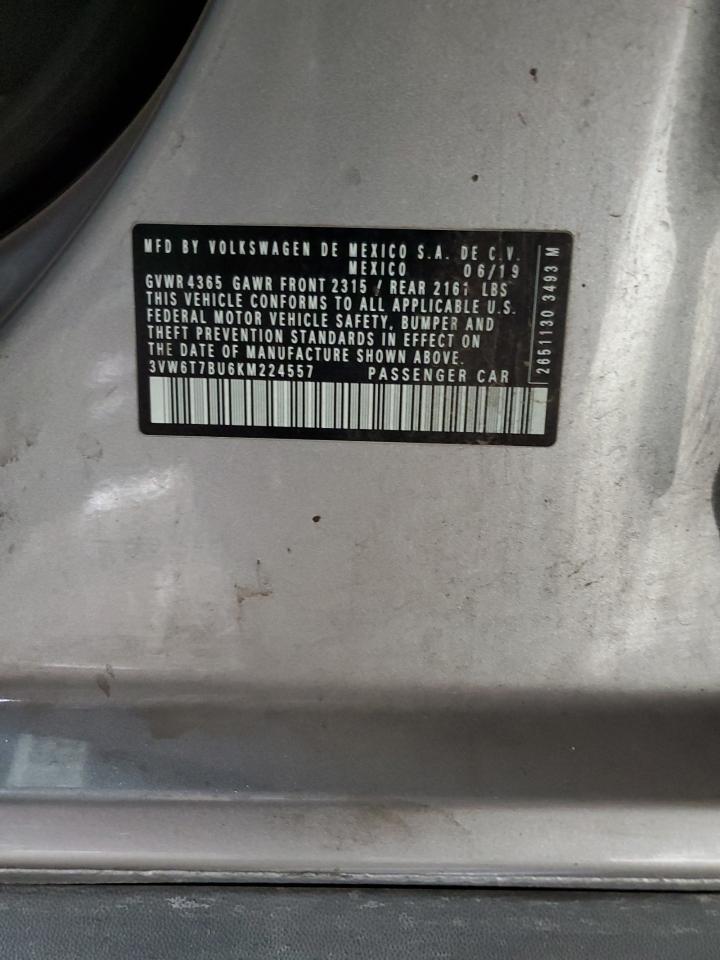 MFD BY VOLKSWAGEN DE MEXICO S.A. DE C.V.
MEXICO 06/19
GVWR 4365 GAWR FRONT 2315 / REAR 2161 LBS
THIS VEHICLE CONFORMS TO ALL APPLICABLE U.S.
FEDERAL MOTOR VEHICLE SAFETY, BUMPER AND
THEFT PREVENTION STANDARDS IN EFFECT ON
THE DATE OF MANUFACTURE SHOWN ABOVE.
3VW6T7BU6KM224557 PASSENGER CAR
2651130 3493 M